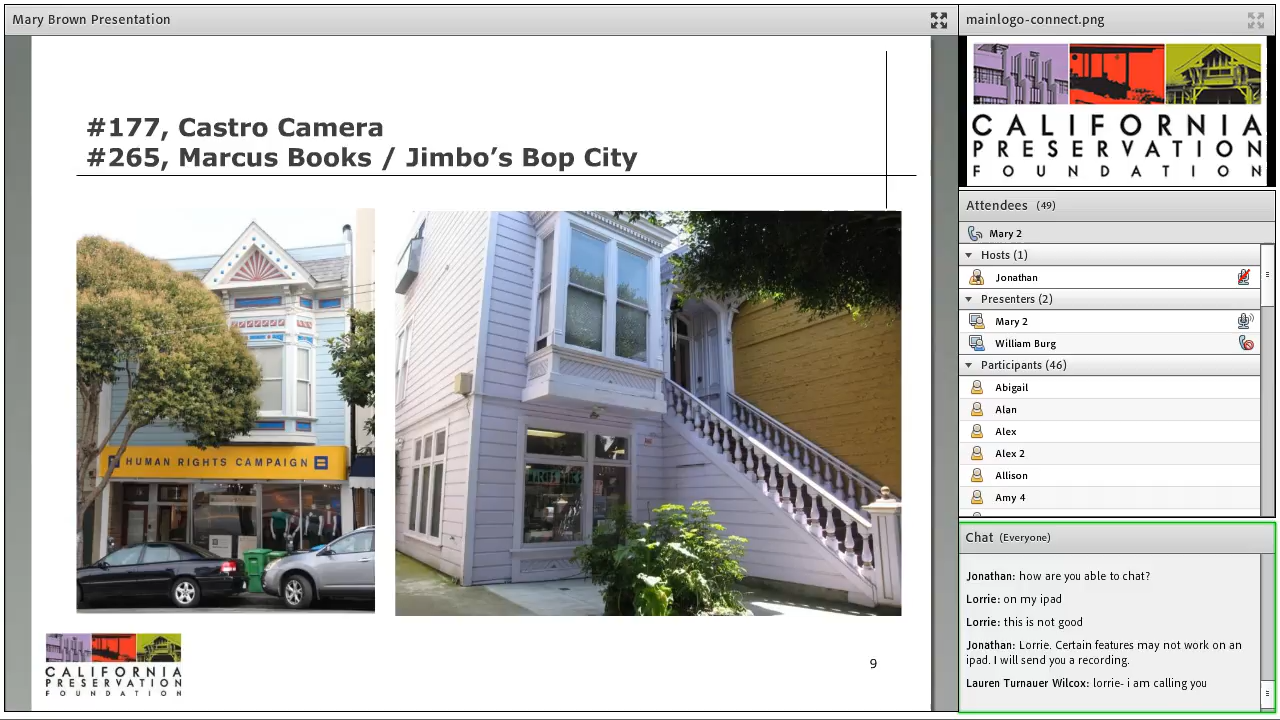 Mary Brown Presentation
#177, Castro Camera
#265, Marcus Books / Jimbo’s Bop City
HUMAN RIGHTS CAMPAIGN
MARCUS BOOKS
CALIFORNIA
PRESERVATION
FOUNDATION
9
mainlogo-connect.png
CALIFORNIA
PRESERVATION
FOUNDATION
Attendees (49)
Mary 2
Hosts (1)
Jonathan
Presenters (2)
Mary 2
William Burg
Participants (46)
Abigail
Alan
Alex
Alex 2
Allison
Amy 4
Chat (Everyone)
Jonathan: how are you able to chat?
Lorrie: on my ipad
Lorrie: this is not good
Jonathan: Lorrie. Certain features may not work on an
ipad. I will send you a recording.
Lauren Turnauer Wilcox: lorrie- i am calling you